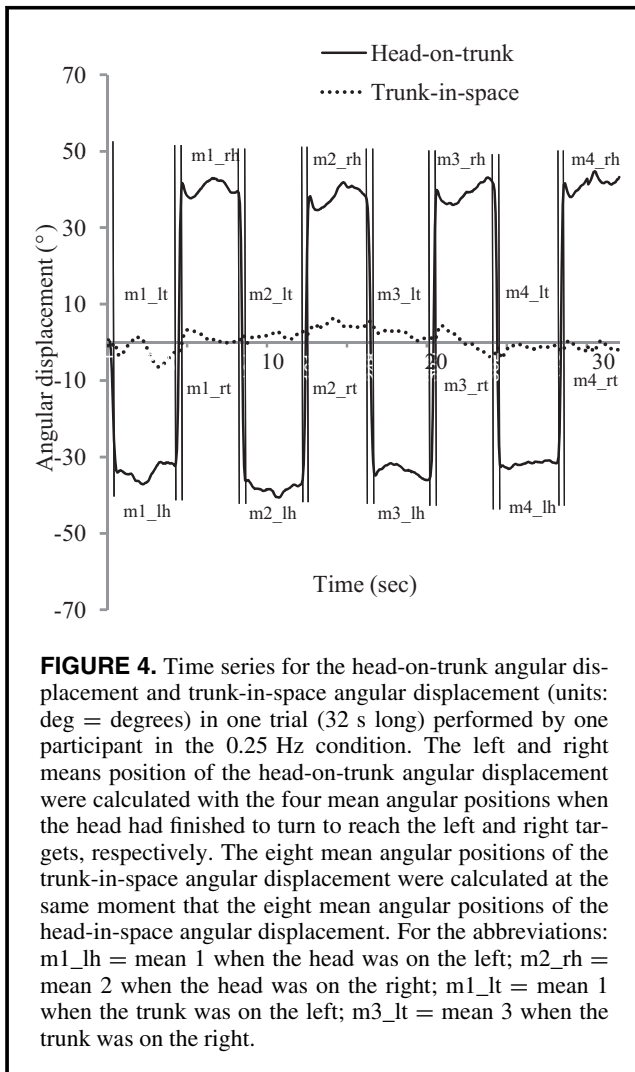 Head-on-trunk
Trunk-in-space
70
50
30
10
-10
-30
-50
-70
Angular displacement (°)
m1_rh
m2_rh
m3_rh
m4_rh
m1_lt
m2_lt
m3_lt
m4_lt
10
20
30
m1_rt
m2_rt
m3_rt
m4_rt
m1_lh
m2_lh
m3_lh
m4_lh
Time (sec)
FIGURE 4. Time series for the head-on-trunk angular dis-
placement and trunk-in-space angular displacement (units:
deg = degrees) in one trial (32 s long) performed by one
participant in the 0.25 Hz condition. The left and right
means position of the head-on-trunk angular displacement
were calculated with the four mean angular positions when
the head had finished to turn to reach the left and right tar-
gets, respectively. The eight mean angular positions of the
trunk-in-space angular displacement were calculated at the
same moment that the eight mean angular positions of the
head-in-space angular displacement. For the abbreviations:
m1_lh = mean 1 when the head was on the left; m2_rh =
mean 2 when the head was on the right; m1_lt = mean 1
when the trunk was on the left; m3_lt = mean 3 when the
trunk was on the right.